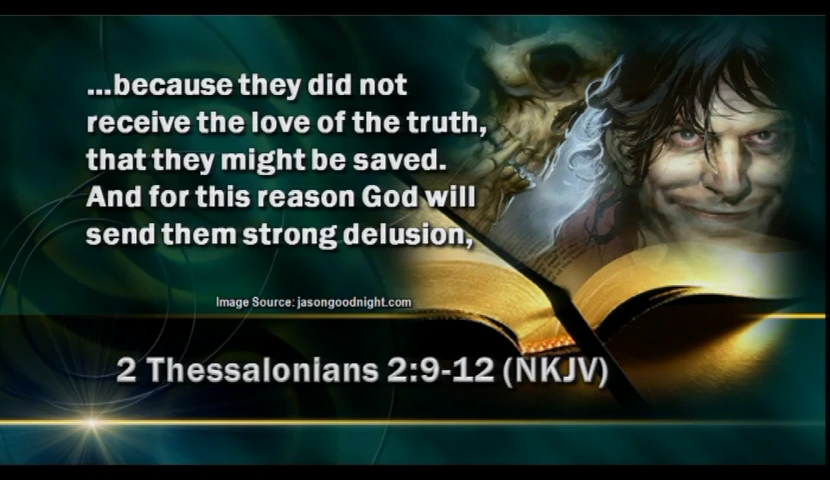 ...because they did not
receive the love of the truth,
that they might be saved.
And for this reason God will
send them strong delusion,
Image Source: jasongoodnight.com
2 Thessalonians 2:9-12 (NKJV)